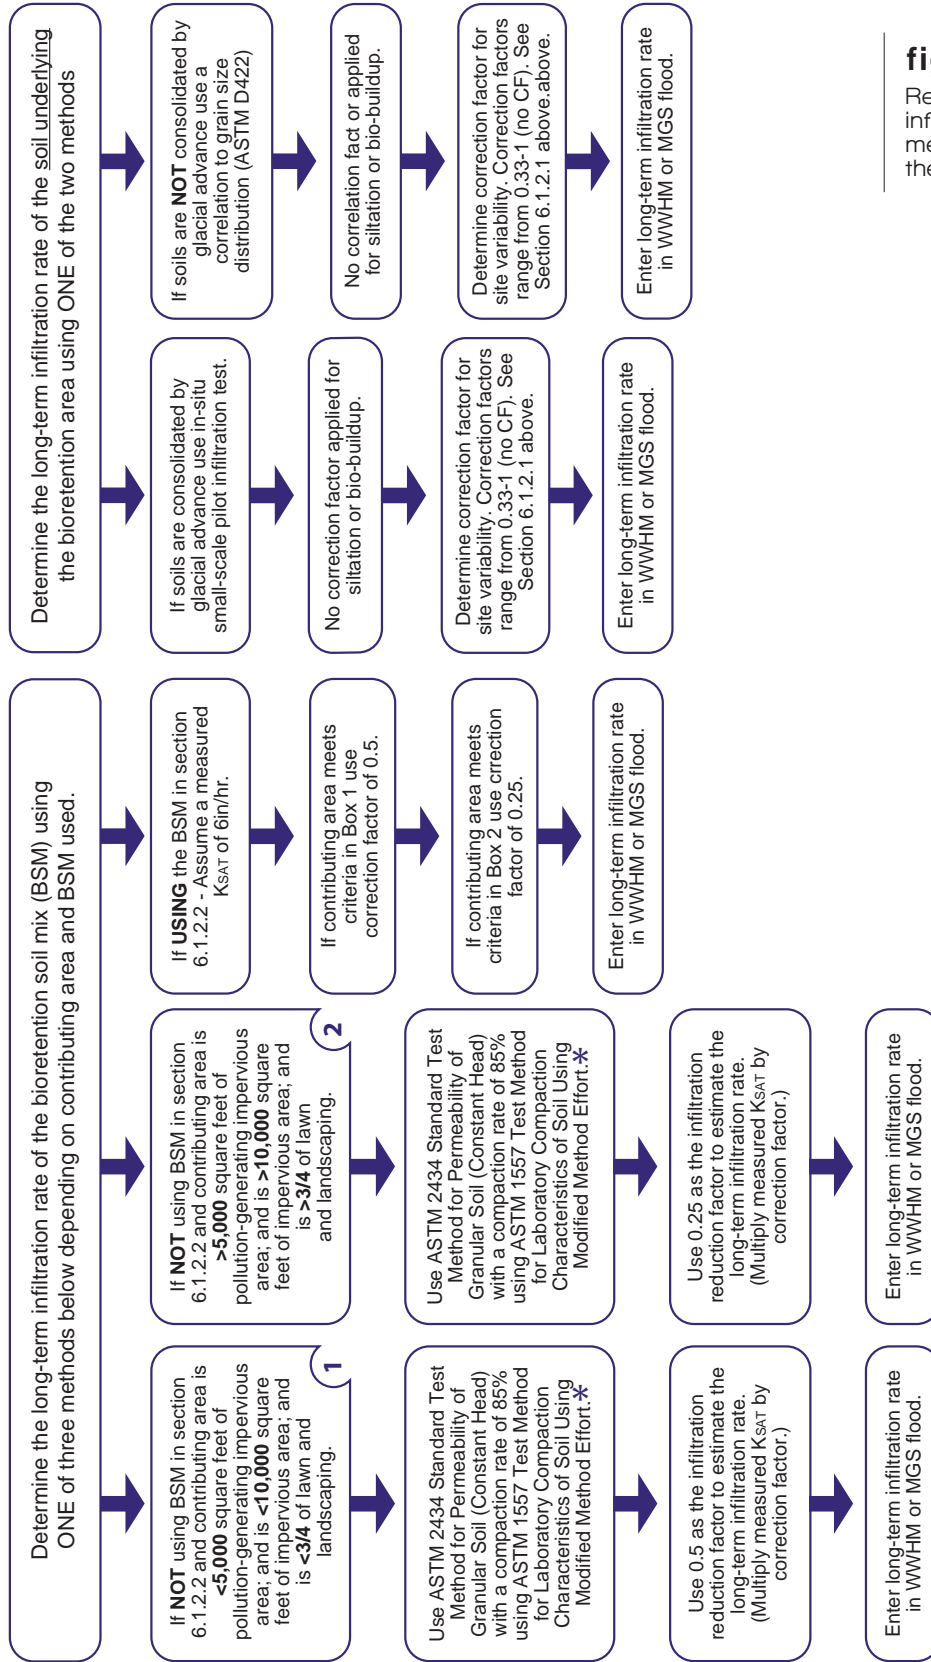 Determine the long-term infiltration rate of the bioretention soil mix (BSM) using
ONE of three methods below depending on contributing area and BSM used.
If NOT using BSM in section
6.1.2.2 and contributing area is
<5,000 square feet of
pollution-generating impervious
area; and is <10,000 square
feet of impervious area; and
is <3/4 of lawn and
landscaping.
1
Use ASTM 2434 Standard Test
Method for Permeability of
Granular Soil (Constant Head)
with a compaction rate of 85%
using ASTM 1557 Test Method
for Laboratory Compaction
Characteristics of Soil Using
Modified Method Effort.*
Use 0.5 as the infiltration
reduction factor to estimate the
long-term infiltration rate.
(Multiply measured KSAT by
correction factor.)
Enter long-term infiltration rate
in WWHM or MGS flood.
If NOT using BSM in section
6.1.2.2 and contributing area is
>5,000 square feet of
pollution-generating impervious
area; and is >10,000 square
feet of impervious area; and
is >3/4 of lawn
and landscaping.
2
Use ASTM 2434 Standard Test
Method for Permeability of
Granular Soil (Constant Head)
with a compaction rate of 85%
using ASTM 1557 Test Method
for Laboratory Compaction
Characteristics of Soil Using
Modified Method Effort.*
Use 0.25 as the infiltration
reduction factor to estimate the
long-term infiltration rate.
(Multiply measured KSAT by
correction factor.)
Enter long-term infiltration rate
in WWHM or MGS flood.
If USING the BSM in section
6.1.2.2 - Assume a measured
KSAT of 6in/hr.
If contributing area meets
criteria in Box 1 use
correction factor of 0.5.
If contributing area meets
criteria in Box 2 use crrection
factor of 0.25.
Enter long-term infiltration rate
in WWHM or MGS flood.
Determine the long-term infiltration rate of the soil underlying
the bioretention area using ONE of the two methods
If soils are consolidated by
glacial advance use in-situ
small-scale pilot infiltration test.
No correction factor applied for
siltation or bio-buildup.
Determine correction factor for
site variability. Correction factors
range from 0.33-1 (no CF). See
Section 6.1.2.1 above.
Enter long-term infiltration rate
in WWHM or MGS flood.
If soils are NOT consolidated by
glacial advance use a
correlation to grain size
distribution (ASTM D422)
No correlation fact or applied
for siltation or bio-buildup.
Determine correction factor for
site variability. Correction factors
range from 0.33-1 (no CF). See
Section 6.1.2.1 above.above.
Enter long-term infiltration rate
in WWHM or MGS flood.
fi
Re
inf
me
the